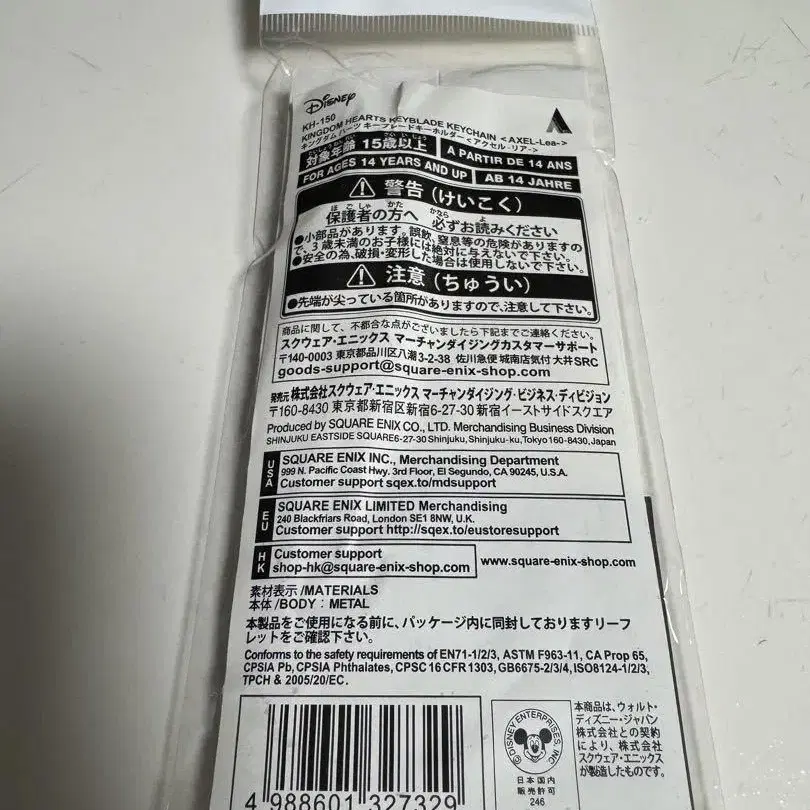 Disney
KH-150
KINGDOM HEARTS KEYBLADE KEYCHAIN <AXEL-Lea->
キングダム ハーツ キーブレードキーホルダー <アクセル-リア->
対象年齢 15歳以上
A PARTIR DE 14 ANS
FOR AGES 14 YEARS AND UP
AB 14 JAHRE
警告(けいこく)
保護者の方へ 必ずお読みください
●小部品があります。誤飲、窒息等の危険がありますの
で、3歳未満のお子様には絶対に与えないで下さい。
●安全の為、破損・変形した場合は使用しないで下さい。
注意(ちゅうい)
●先端が尖っている箇所がありますので、注意して下さい。
商品に関して、不都合な点がございましたら下記までご連絡ください。
スクウェア・エニックス マーチャンダイジングカスタマーサポート
〒140-0003 東京都品川区八潮3-2-38 佐川急便 城南店気付 大井SRC
goods-support@square-enix-shop.com
発売元 株式会社スクウェア・エニックス マーチャンダイジング・ビジネス・ディビジョン
〒160-8430 東京都新宿区新宿6-27-30 新宿イーストサイドスクエア
Produced by SQUARE ENIX CO., LTD. Merchandising Business Division
SHINJUKU EASTSIDE SQUARE6-27-30 Shinjuku, Shinjuku-ku, Tokyo 160-8430, Japan
USA
SQUARE ENIX INC., Merchandising Department
999 N. Pacific Coast Hwy. 3rd Floor, El Segundo, CA 90245, U.S.A.
Customer support sqex.to/mdsupport
EU
SQUARE ENIX LIMITED Merchandising
240 Blackfriars Road, London SE1 8NW, U.K.
Customer support http://sqex.to/eustoresupport
HK
Customer support
shop-hk@square-enix-shop.com
www.square-enix-shop.com
素材表示/MATERIALS
本体/BODY:METAL
本製品をご使用になる前に、パッケージ内に同封しておりますリーフ
レットをご確認下さい。
Conforms to the safety requirements of EN71-1/2/3, ASTM F963-11, CA Prop 65,
CPSIA Pb, CPSIA Phthalates, CPSC 16 CFR 1303, GB6675-2/3/4, ISO8124-1/2/3,
TPCH & 2005/20/EC.
4 988601 327329
©DISNEY ENTERPRISES, INC
日本国内
販売許可
246
本商品は、ウォルト・
ディズニー・ジャパン
株式会社との契約
により、株式会社
スクウェア・エニックス
が製造したものです。